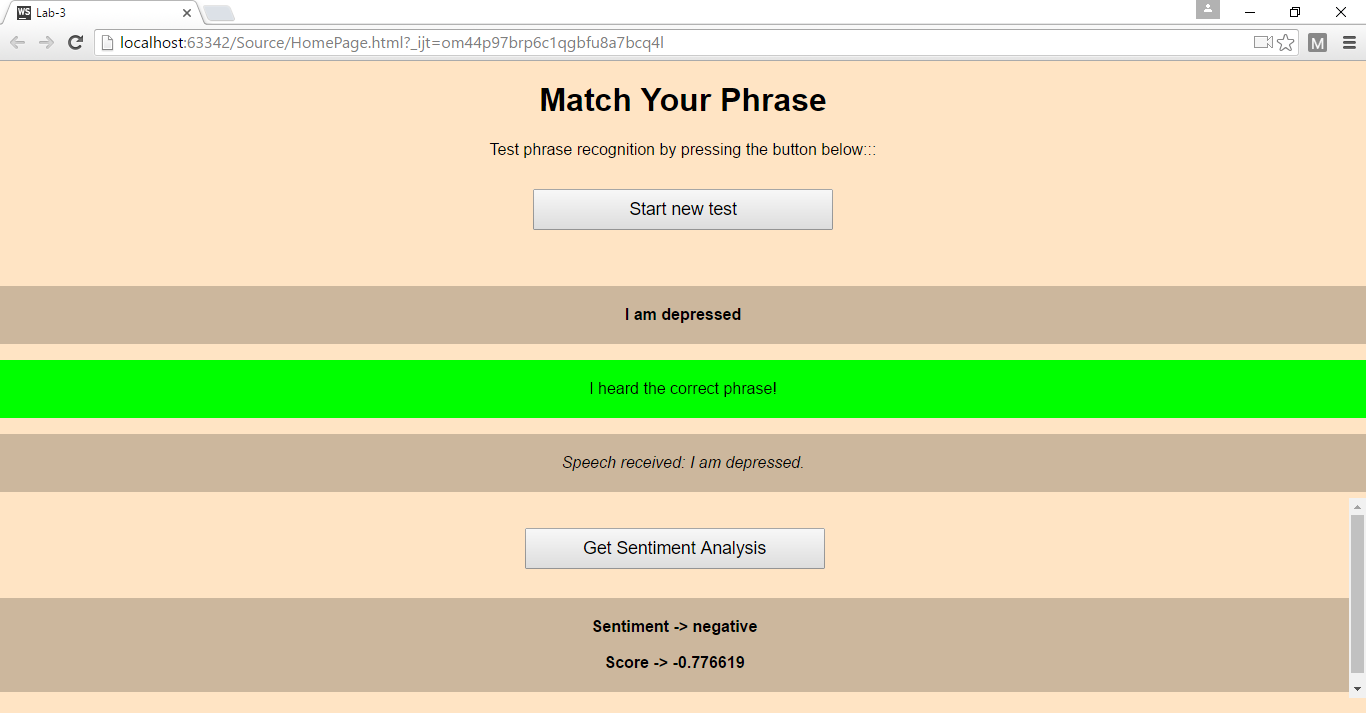 WS Lab-3
localhost:63342/Source/HomePage.html?_ijt=om44p97brp6c1qgbfu8a7bcq4l
M
Match Your Phrase
Test phrase recognition by pressing the button below:::
Start new test
I am depressed
I heard the correct phrase!
Speech received: I am depressed.
Get Sentiment Analysis
Sentiment -> negative
Score -> -0.776619